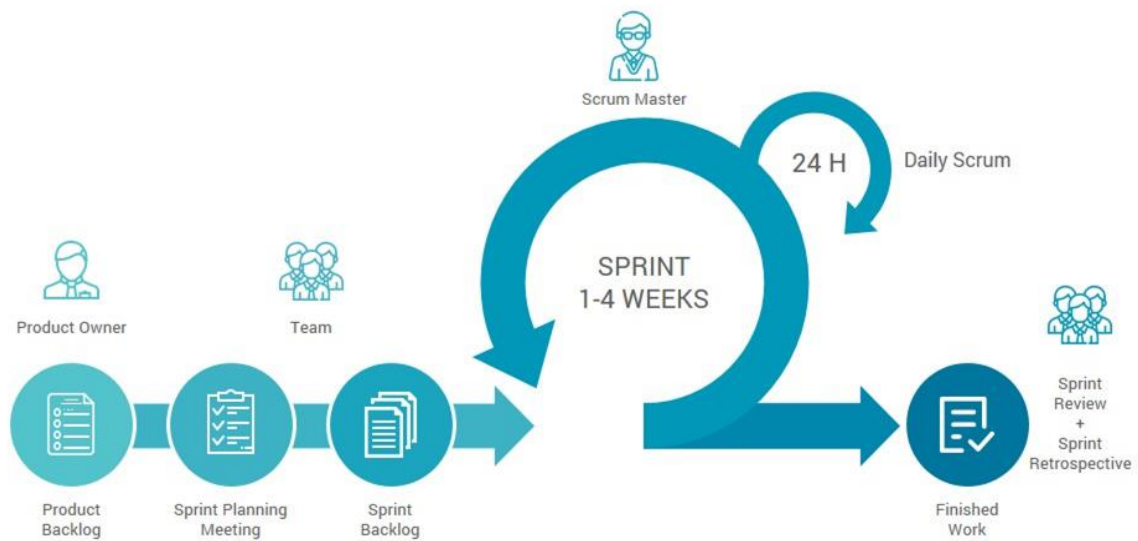 Scrum Master
24 H
Daily Scrum
SPRINT
1-4 WEEKS
Product Owner
Team
Product
Backlog
Sprint Planning
Meeting
Sprint
Backlog
Finished
Work
Sprint
Review
+
Sprint
Retrospective